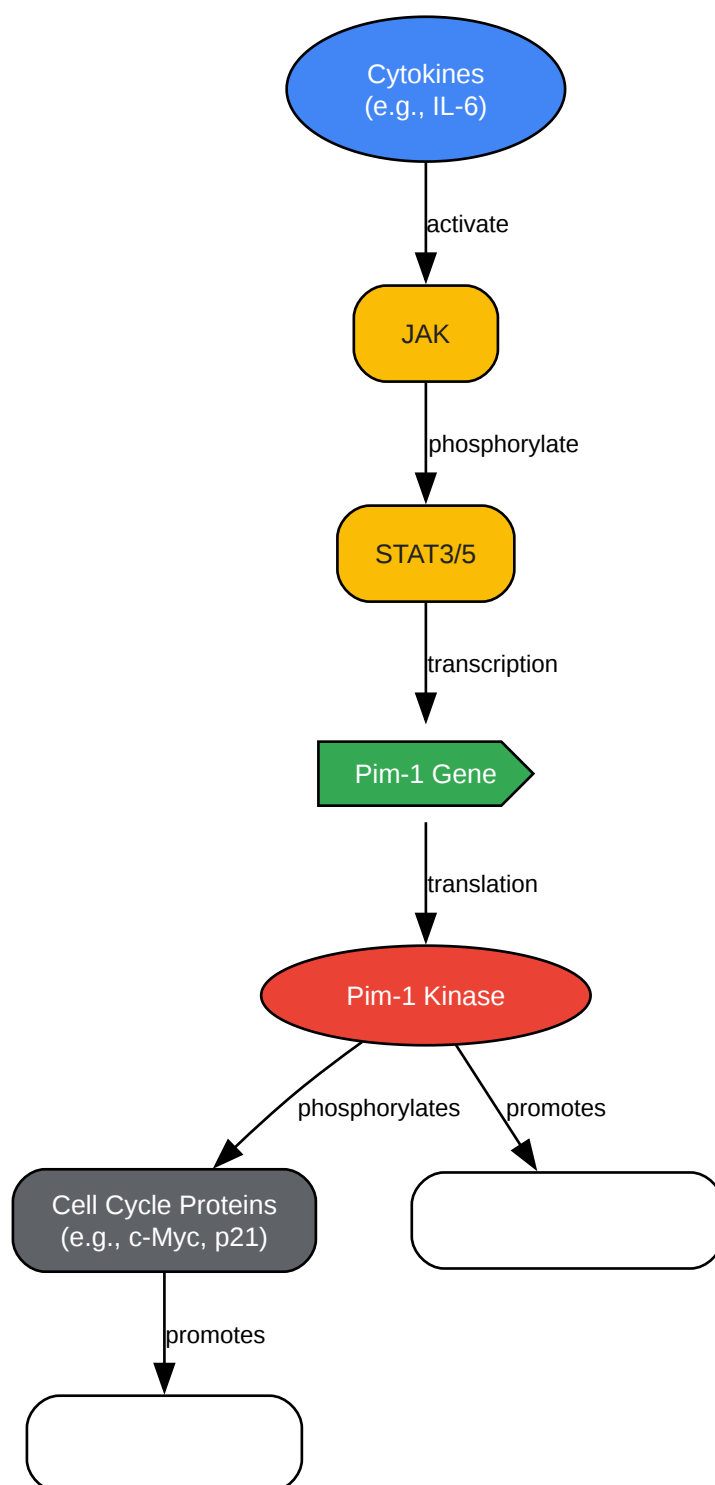 Cytokines
(e.g., IL-6)
activate
JAK
phosphorylate
STAT3/5
transcription
Pim-1 Gene
translation
Pim-1 Kinase
phosphorylates
promotes
Cell Cycle Proteins
(e.g., c-Myc, p21)
promotes